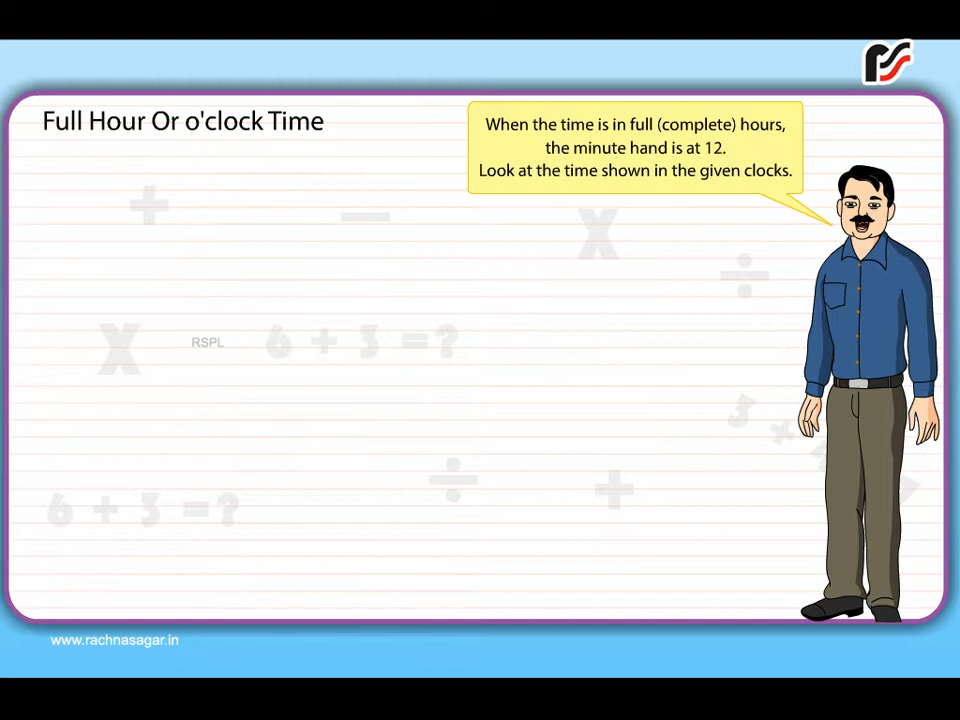 Full Hour Or o'clock Time
When the time is in full (complete) hours,
the minute hand is at 12.
Look at the time shown in the given clocks.
+
—
X
÷
X
RSPL
6 + 3 = ?
6 + 3 = ?
÷
+
3 +
www.rachnasagar.in